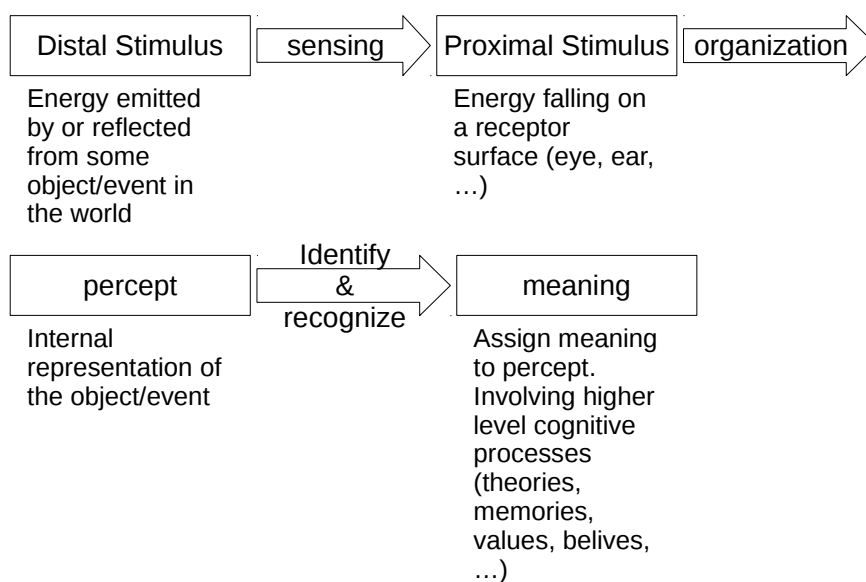 Distal Stimulus
sensing
Proximal Stimulus
organization
Energy emitted
by or reflected
from some
object/event in
the world
Energy falling on
a receptor
surface (eye, ear,
…)
percept
Identify
&
recognize
meaning
Internal
representation of
the object/event
Assign meaning
to percept.
Involving higher
level cognitive
processes
(theories,
memories,
values, belives,
…)